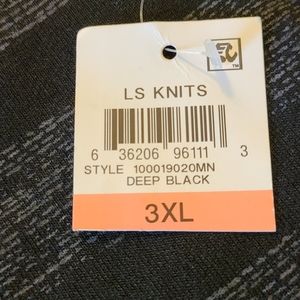 LS KNITS
6 36206 96111 3
STYLE 100019020MN
DEEP BLACK
3XL